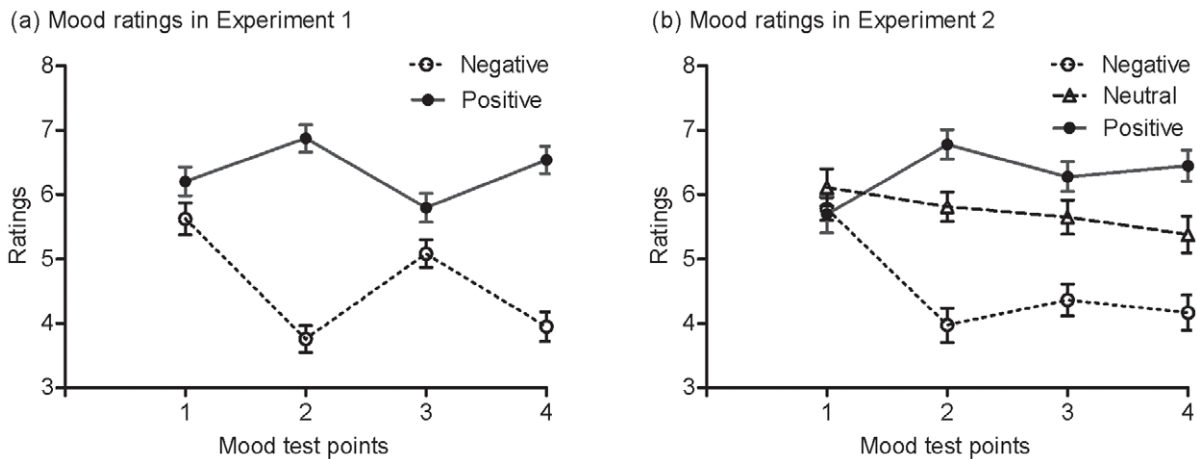 (a) Mood ratings in Experiment 1
8
7
6
5
4
3
Ratings
Negative
Positive
1 2 3 4
Mood test points
(b) Mood ratings in Experiment 2
8
7
6
5
4
3
Ratings
Negative
Neutral
Positive
1 2 3 4
Mood test points